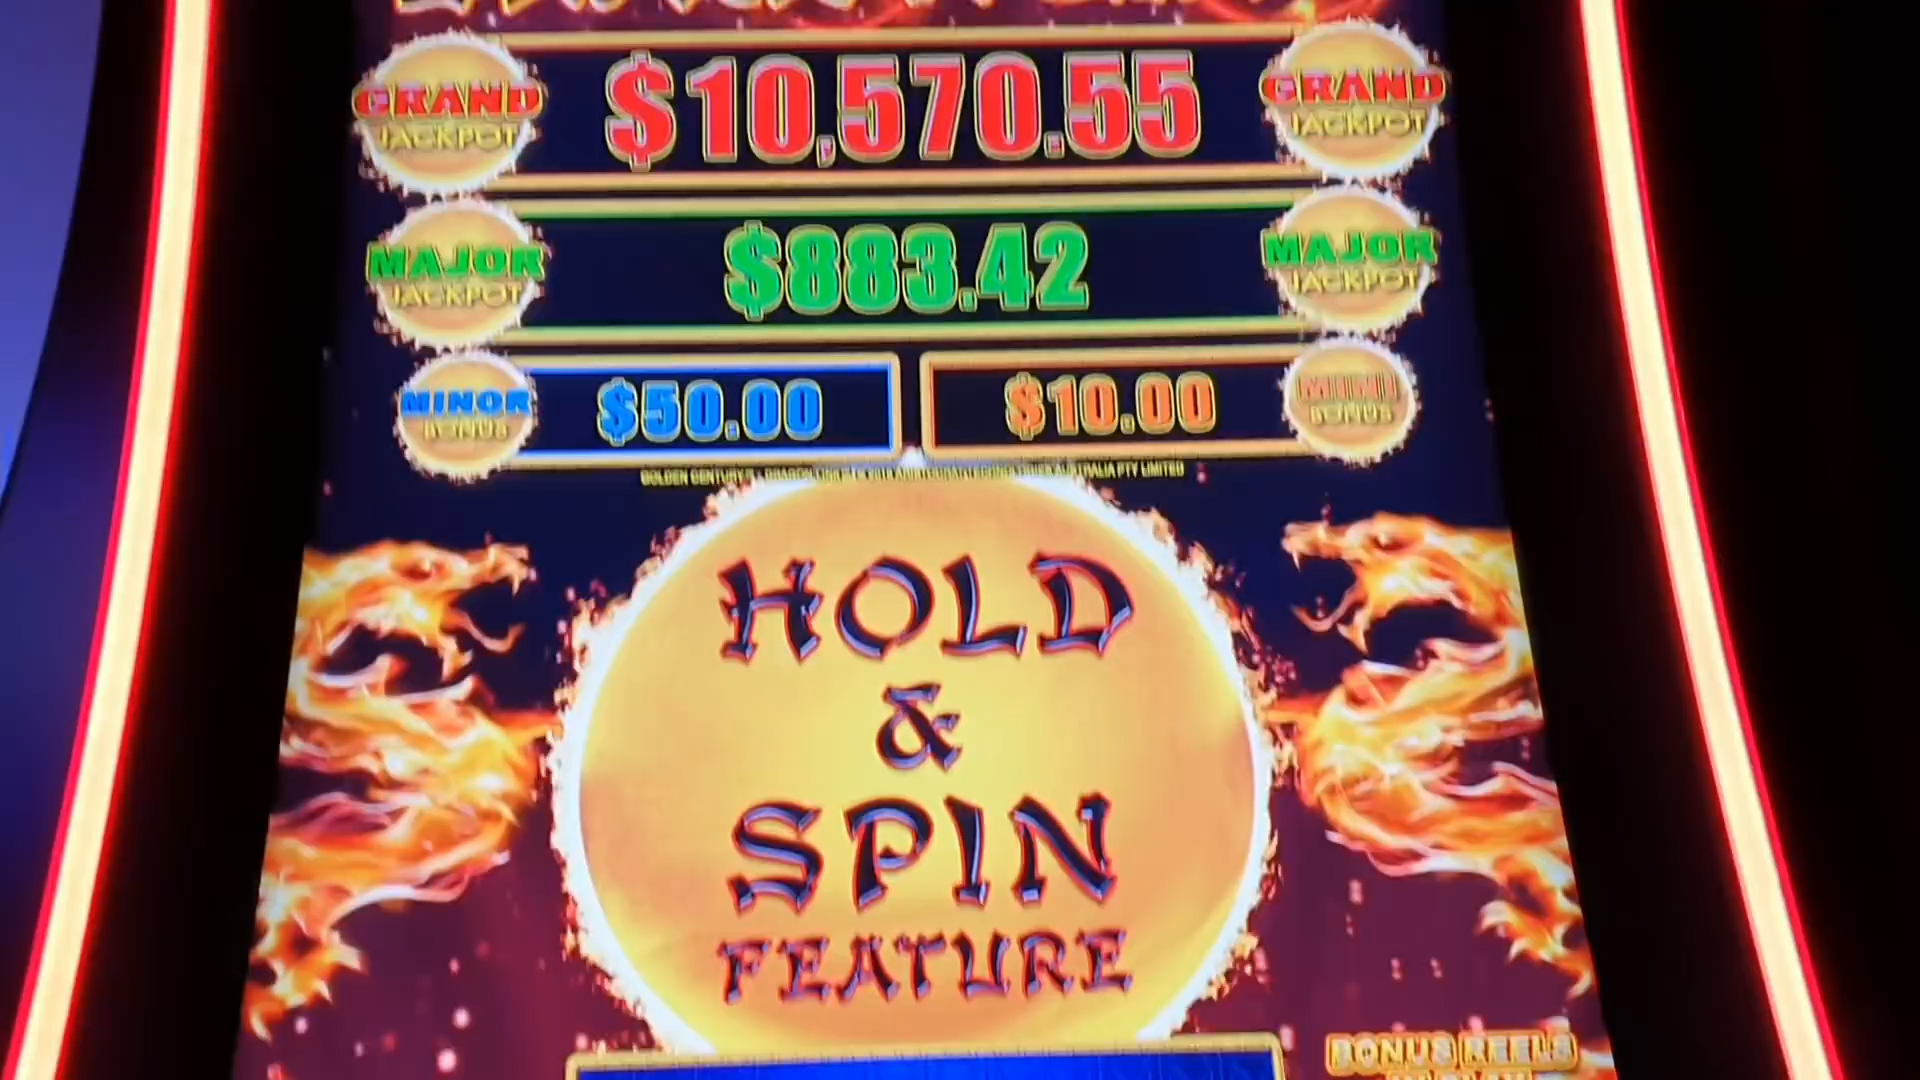 GRAND JACKPOT $10,570.55 GRAND JACKPOT
MAJOR JACKPOT $883.42 MAJOR JACKPOT
MINOR BONUS $50.00 $10.00 MINI BONUS
HOLD
&
SPIN
FEATURE
BONUS REELS